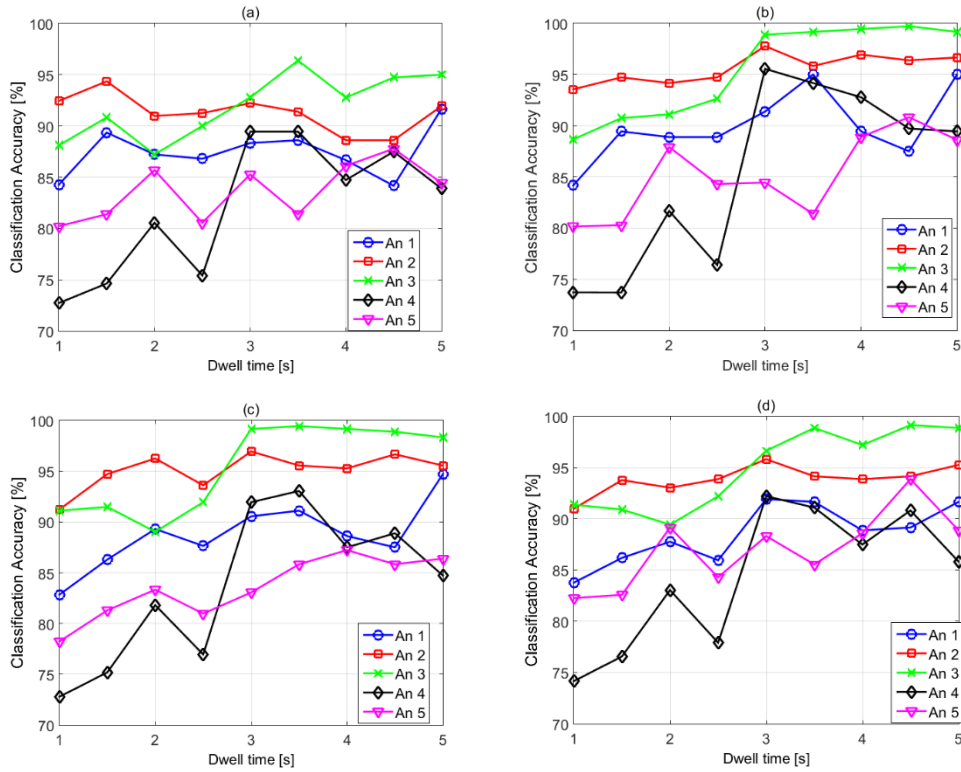 (a)
Classification Accuracy [%]
100
95
90
85
80
75
70
1 2 3 4 5
Dwell time [s]
An 1
An 2
An 3
An 4
An 5
(b)
Classification Accuracy [%]
100
95
90
85
80
75
70
1 2 3 4 5
Dwell time [s]
An 1
An 2
An 3
An 4
An 5
(c)
Classification Accuracy [%]
100
95
90
85
80
75
70
1 2 3 4 5
Dwell time [s]
An 1
An 2
An 3
An 4
An 5
(d)
Classification Accuracy [%]
100
95
90
85
80
75
70
1 2 3 4 5
Dwell time [s]
An 1
An 2
An 3
An 4
An 5